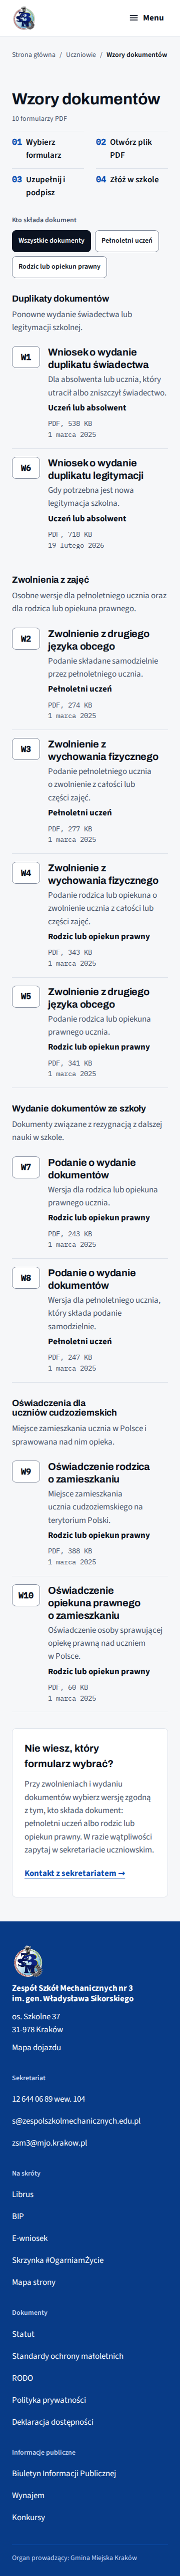 Menu
Strona główna / Uczniowie / Wzory dokumentów
Wzory dokumentów
10 formularzy PDF
01 Wybierz formularz
02 Otwórz plik PDF
03 Uzupełnij i podpisz
04 Złóż w szkole
Kto składa dokument
Wszystkie dokumenty
Pełnoletni uczeń
Rodzic lub opiekun prawny
Duplikaty dokumentów
Ponowne wydanie świadectwa lub
legitymacji szkolnej.
W1
Wniosek o wydanie
duplikatu świadectwa
Dla absolwenta lub ucznia, który
utracił albo zniszczył świadectwo.
Uczeń lub absolwent
PDF, 538 KB
1 marca 2025
W6
Wniosek o wydanie
duplikatu legitymacji
Gdy potrzebna jest nowa
legitymacja szkolna.
Uczeń lub absolwent
PDF, 718 KB
19 lutego 2026
Zwolnienia z zajęć
Osobne wersje dla pełnoletniego ucznia oraz
dla rodzica lub opiekuna prawnego.
W2
Zwolnienie z drugiego
języka obcego
Podanie składane samodzielnie
przez pełnoletniego ucznia.
Pełnoletni uczeń
PDF, 274 KB
1 marca 2025
W3
Zwolnienie z
wychowania fizycznego
Podanie pełnoletniego ucznia
o zwolnienie z całości lub
części zajęć.
Pełnoletni uczeń
PDF, 277 KB
1 marca 2025
W4
Zwolnienie z
wychowania fizycznego
Podanie rodzica lub opiekuna o
zwolnienie ucznia z całości lub
części zajęć.
Rodzic lub opiekun prawny
PDF, 343 KB
1 marca 2025
W5
Zwolnienie z drugiego
języka obcego
Podanie rodzica lub opiekuna
prawnego ucznia.
Rodzic lub opiekun prawny
PDF, 341 KB
1 marca 2025
Wydanie dokumentów ze szkoły
Dokumenty związane z rezygnacją z dalszej
nauki w szkole.
W7
Podanie o wydanie
dokumentów
Wersja dla rodzica lub opiekuna
prawnego ucznia.
Rodzic lub opiekun prawny
PDF, 243 KB
1 marca 2025
W8
Podanie o wydanie
dokumentów
Wersja dla pełnoletniego ucznia,
który składa podanie
samodzielnie.
Pełnoletni uczeń
PDF, 247 KB
1 marca 2025
Oświadczenia dla
uczniów cudzoziemskich
Miejsce zamieszkania ucznia w Polsce i
sprawowana nad nim opieka.
W9
Oświadczenie rodzica
o zamieszkaniu
Miejsce zamieszkania
ucznia cudzoziemskiego na
terytorium Polski.
Rodzic lub opiekun prawny
PDF, 388 KB
1 marca 2025
W10
Oświadczenie
opiekuna prawnego
o zamieszkaniu
Oświadczenie osoby sprawującej
opiekę prawną nad uczniem
w Polsce.
Rodzic lub opiekun prawny
PDF, 60 KB
1 marca 2025
Nie wiesz, który
formularz wybrać?
Przy zwolnieniach i wydaniu
dokumentów wybierz wersję zgodną
z tym, kto składa dokument:
pełnoletni uczeń albo rodzic lub
opiekun prawny. W razie wątpliwości
zapytaj w sekretariacie uczniowskim.
Kontakt z sekretariatem →
Zespół Szkół Mechanicznych nr 3
im. gen. Władysława Sikorskiego
os. Szkolne 37
31-978 Kraków
Mapa dojazdu
Sekretariat
12 644 06 89 wew. 104
s@zespolszkolmechanicznych.edu.pl
zsm3@mjo.krakow.pl
Na skróty
Librus
BIP
E-wniosek
Skrzynka #OgarniamŻycie
Mapa strony
Dokumenty
Statut
Standardy ochrony małoletnich
RODO
Polityka prywatności
Deklaracja dostępności
Informacje publiczne
Biuletyn Informacji Publicznej
Wynajem
Konkursy
Organ prowadzący: Gmina Miejska Kraków